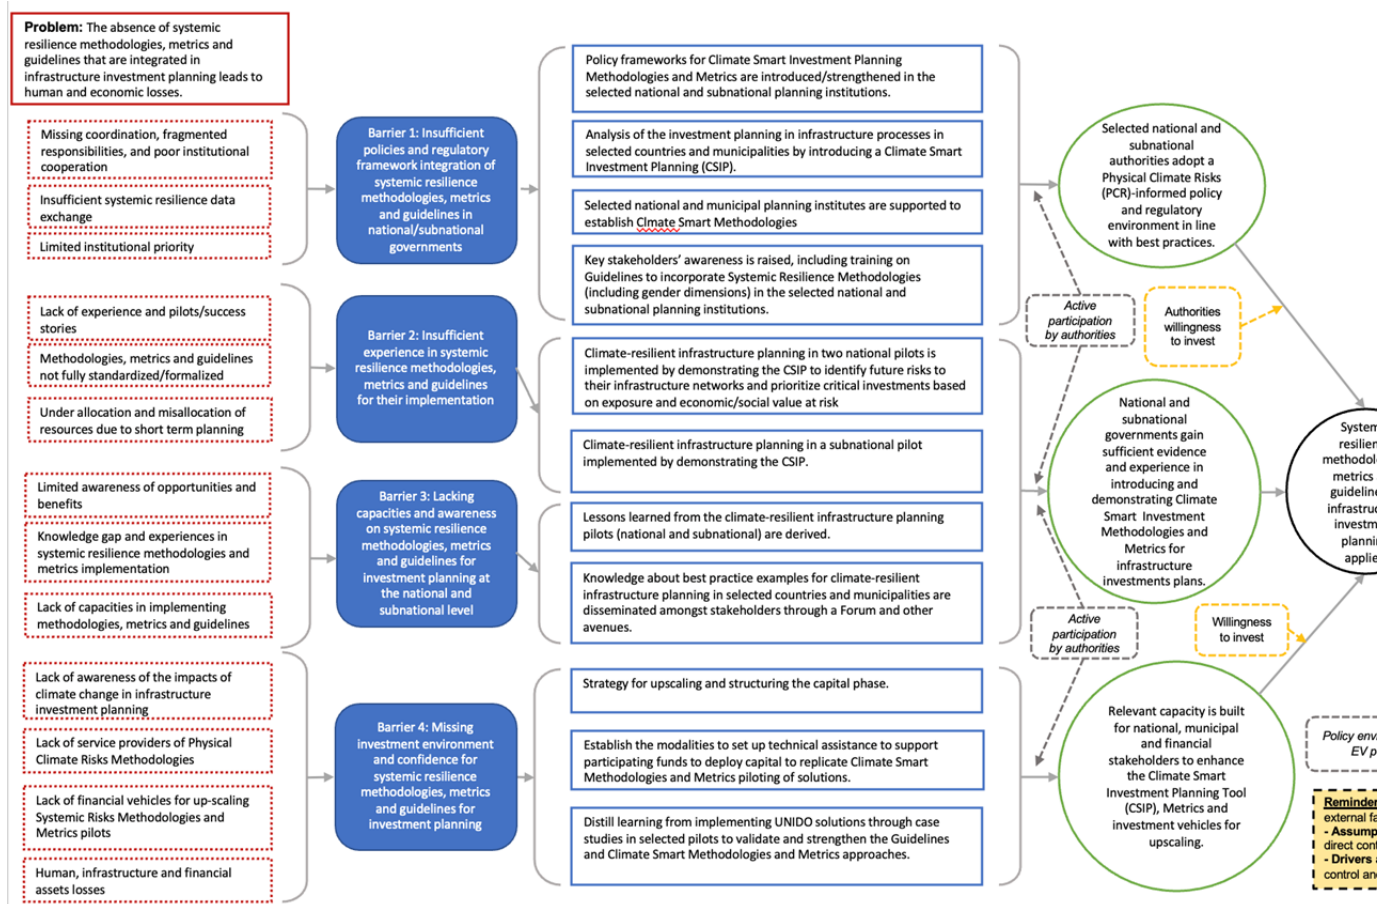 Problem: The absence of systemic
resilience methodologies, metrics and
guidelines that are integrated in
infrastructure investment planning leads to
human and economic losses.
Missing coordination, fragmented
responsibilities, and poor institutional
cooperation
Insufficient systemic resilience data
exchange
Limited institutional priority
Lack of experience and pilots/success
stories
Methodologies, metrics and guidelines
not fully standardized/formalized
Under allocation and misallocation of
resources due to short term planning
Limited awareness of opportunities and
benefits
Knowledge gap and experiences in
systemic resilience methodologies and
metrics implementation
Lack of capacities in implementing
methodologies, metrics and guidelines
Lack of awareness of the impacts of
climate change in infrastructure
investment planning
Lack of service providers of Physical
Climate Risks Methodologies
Lack of financial vehicles for up-scaling
Systemic Risks Methodologies and
Metrics pilots
Human, infrastructure and financial
assets losses
Barrier 1: Insufficient
policies and regulatory
framework integration of
systemic resilience
methodologies, metrics
and guidelines in
national/subnational
governments
Barrier 2: Insufficient
experience in systemic
resilience methodologies,
metrics and guidelines
for their implementation
Barrier 3: Lacking
capacities and awareness
on systemic resilience
methodologies, metrics
and guidelines for
investment planning at
the national and
subnational level
Barrier 4: Missing
investment environment
and confidence for
systemic resilience
methodologies, metrics
and guidelines for
investment planning
Policy frameworks for Climate Smart Investment Planning
Methodologies and Metrics are introduced/strengthened in the
selected national and subnational planning institutions.
Analysis of the investment planning in infrastructure processes in
selected countries and municipalities by introducing a Climate Smart
Investment Planning (CSIP).
Selected national and municipal planning institutes are supported to
establish Clmate Smart Methodologies
Key stakeholders' awareness is raised, including training on
Guidelines to incorporate Systemic Resilience Methodologies
(including gender dimensions) in the selected national and
subnational planning institutions.
Climate-resilient infrastructure planning in two national pilots is
implemented by demonstrating the CSIP to identify future risks to
their infrastructure networks and prioritize critical investments based
on exposure and economic/social value at risk
Climate-resilient infrastructure planning in a subnational pilot
implemented by demonstrating the CSIP.
Lessons learned from the climate-resilient infrastructure planning
pilots (national and subnational) are derived.
Knowledge about best practice examples for climate-resilient
infrastructure planning in selected countries and municipalities are
disseminated amongst stakeholders through a Forum and other
avenues.
Strategy for upscaling and structuring the capital phase.
Establish the modalities to set up technical assistance to support
participating funds to deploy capital to replicate Climate Smart
Methodologies and Metrics piloting of solutions.
Distill learning from implementing UNIDO solutions through case
studies in selected pilots to validate and strengthen the Guidelines
and Climate Smart Methodologies and Metrics approaches.
Selected national and
subnational
authorities adopt a
Physical Climate Risks
(PCR)-informed policy
and regulatory
environment in line
with best practices.
Active
participation
by authorities
Authorities
willingness
to invest
National and
subnational
governments gain
sufficient evidence
and experience in
introducing and
demonstrating Climate
Smart Investment
Methodologies and
Metrics for
infrastructure
investments plans.
Active
participation
by authorities
Willingness
to invest
Relevant capacity is built
for national, municipal
and financial
stakeholders to enhance
the Climate Smart
Investment Planning Tool
(CSIP), Metrics and
investment vehicles for
upscaling.
System
resilien
methodolo
metrics
guideline
infrastruc
investm
plannin
applie
Policy envi
EV p
Reminder
external fa
- Assump
direct cont
- Drivers a
control and